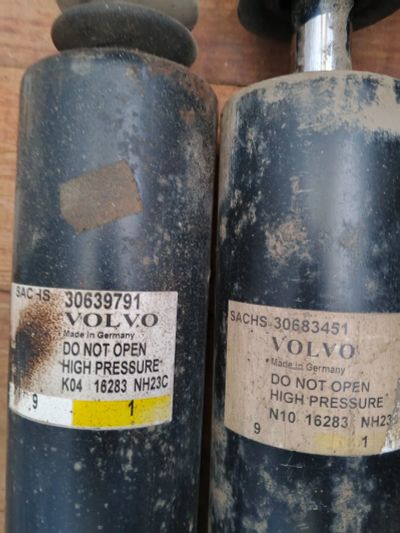 SACHS 30639791
VOLVO
Made in Germany
DO NOT OPEN
HIGH PRESSURE
K04 16283 NH23C
9 1
SACHS 30683451
VOLVO
Made in Germany
DO NOT OPEN
HIGH PRESSURE
N10 16283 NH23
9 1